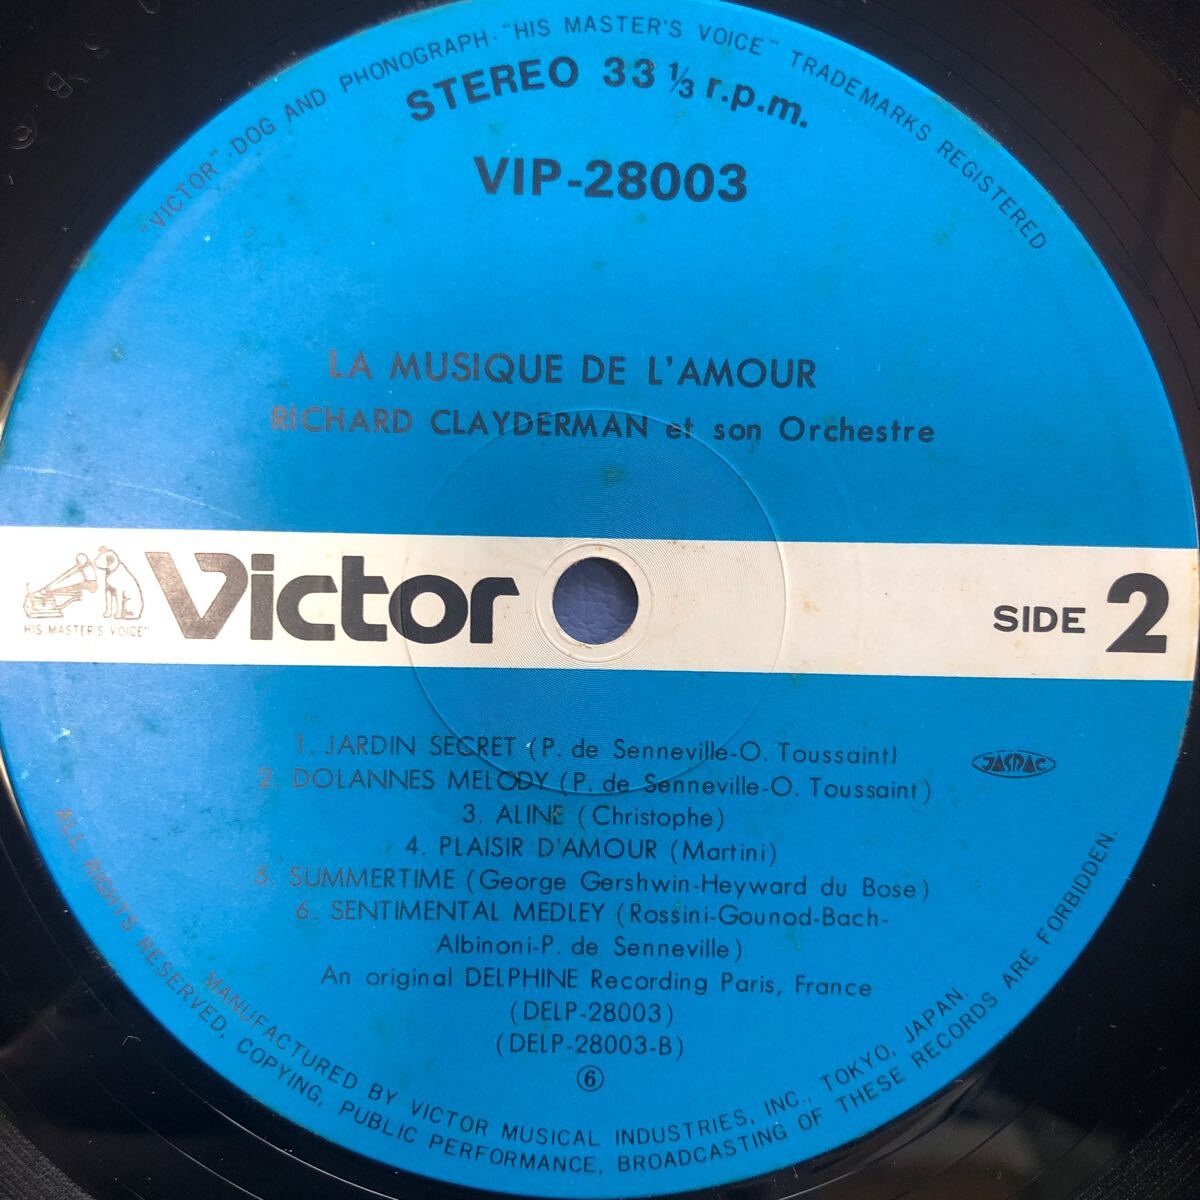 "VICTOR"·DOG AND PHONOGRAPH·"HIS MASTER'S VOICE" TRADEMARKS REGISTERED
STEREO 33 1/3 r.p.m.
VIP-28003
LA MUSIQUE DE L'AMOUR
RICHARD CLAYDERMAN et son Orchestre
Victor
HIS MASTER'S VOICE"
SIDE 2
1. JARDIN SECRET (P. de Senneville-O. Toussaint)
2. DOLANNES MELODY (P. de Senneville-O. Toussaint)
3. ALINE (Christophe)
4. PLAISIR D'AMOUR (Martini)
5. SUMMERTIME (George Gershwin-Heyward du Bose)
6. SENTIMENTAL MEDLEY (Rossini-Gounod-Bach-
Albinoni-P. de Senneville)
An original DELPHINE Recording Paris, France
(DELP-28003)
(DELP-28003-B)
⑥
JASRAC
MANUFACTURED BY VICTOR MUSICAL INDUSTRIES, INC., TOKYO, JAPAN.
ALL RIGHTS RESERVED, COPYING, PUBLIC PERFORMANCE, BROADCASTING OF THESE RECORDS ARE FORBIDDEN.